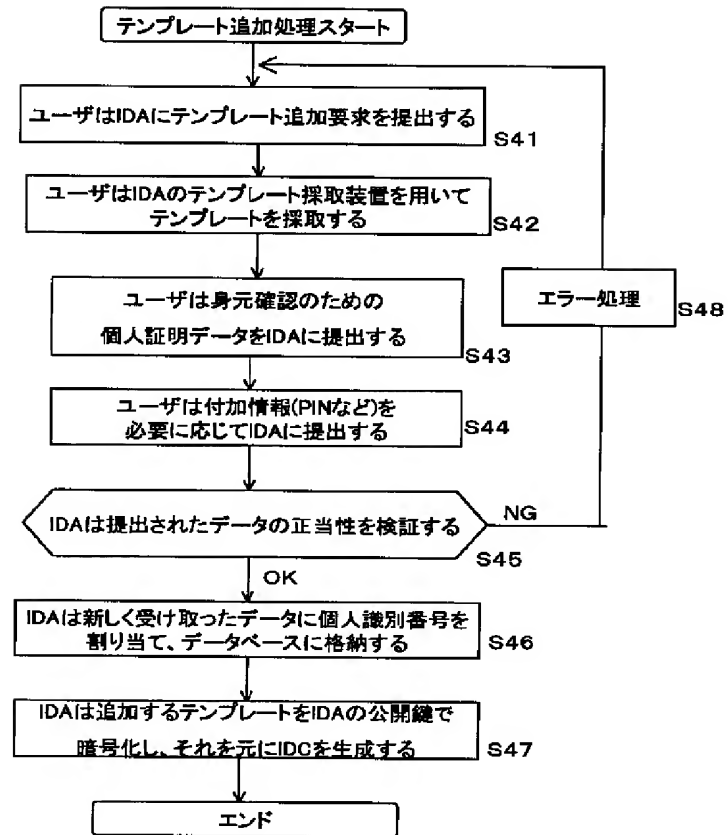 テンプレート追加処理スタート
ユーザはIDAにテンプレート追加要求を提出する
S41
ユーザはIDAのテンプレート採取装置を用いて
テンプレートを採取する
S42
ユーザは身元確認のための
個人証明データをIDAに提出する
S43
エラー処理
S48
ユーザは付加情報(PINなど)を
必要に応じてIDAに提出する
S44
IDAは提出されたデータの正当性を検証する
NG
S45
OK
IDAは新しく受け取ったデータに個人識別番号を
割り当て、データベースに格納する
S46
IDAは追加するテンプレートをIDAの公開鍵で
暗号化し、それを元にIDCを生成する
S47
エンド